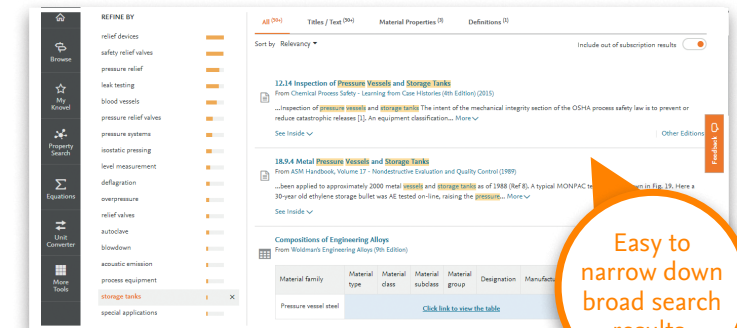 REFINE BY
relief devices
safety relief valves
pressure relief
leak testing
blood vessels
pressure relief valves
pressure systems
isostatic pressing
level measurement
deflagration
overpressure
relief valves
autoclave
blowdown
acoustic emission
process equipment
storage tanks ×
special applications
Browse
My
Knovel
Property
Search
Equations
Unit
Converter
More
Tools
All (50+) Titles / Text (50+) Material Properties (3) Definitions (1)
Sort by Relevancy
Include out of subscription results
12.14 Inspection of Pressure Vessels and Storage Tanks
From Chemical Process Safety - Learning from Case Histories (4th Edition) (2015)
...Inspection of pressure vessels and storage tanks The intent of the mechanical integrity section of the OSHA process safety law is to prevent or
reduce catastrophic releases [1]. An equipment classification... More
See Inside
Other Editions
18.9.4 Metal Pressure Vessels and Storage Tanks
From ASM Handbook, Volume 17 - Nondestructive Evaluation and Quality Control (1989)
...been applied to approximately 2000 metal vessels and storage tanks as of 1988 (Ref 8). A typical MONPAC in Fig. 19. Here a
30-year old ethylene storage bullet was AE tested on-line, raising the pressure... More
See Inside
Compositions of Engineering Alloys
From Woldman's Engineering Alloys (9th Edition)
Material family
Material
type
Material
class
Material
subclass
Material
group
Designation
Pressure vessel steel
Click link to view the table
Feedback
Easy to
narrow down
broad search
results